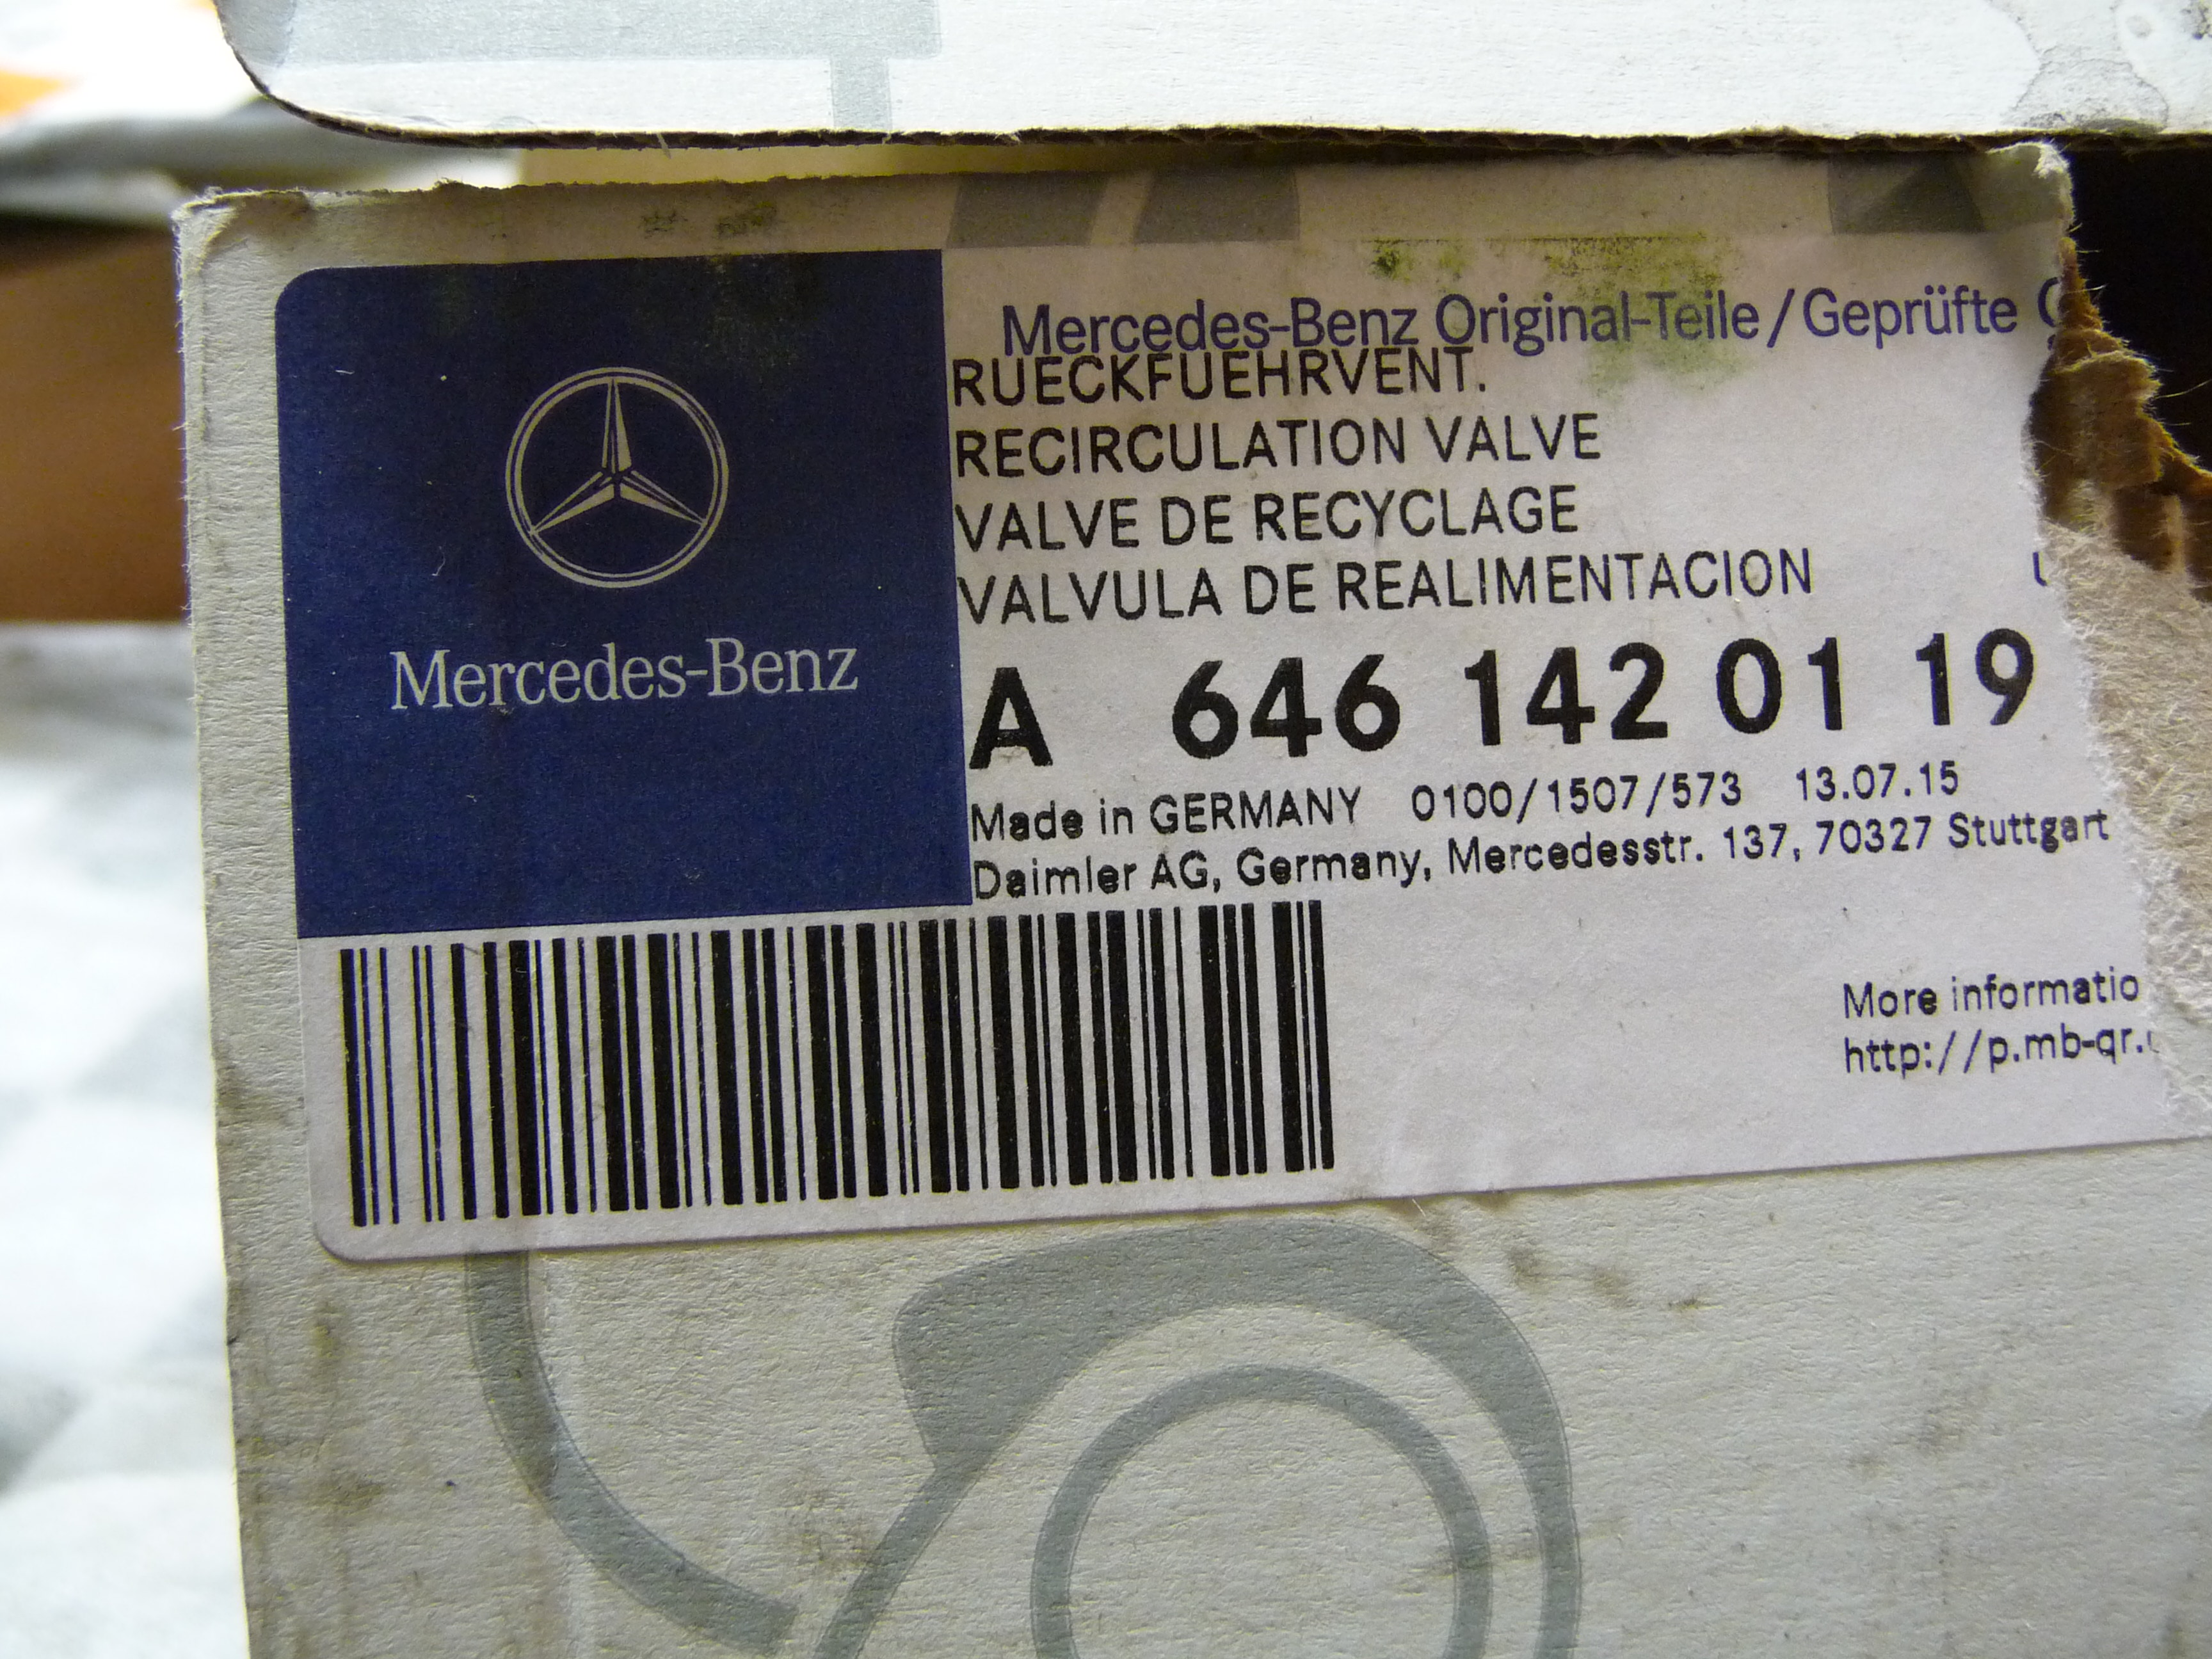 Mercedes-Benz
Mercedes-Benz Original-Teile/Geprüfte
RUECKFUEHRVENT.
RECIRCULATION VALVE
VALVE DE RECYCLAGE
VALVULA DE REALIMENTACION
A 646 142 01 19
Made in GERMANY 0100/1507/573 13.07.15
Daimler AG, Germany, Mercedesstr. 137, 70327 Stuttgart
More informatio
http://p.mb-qr.